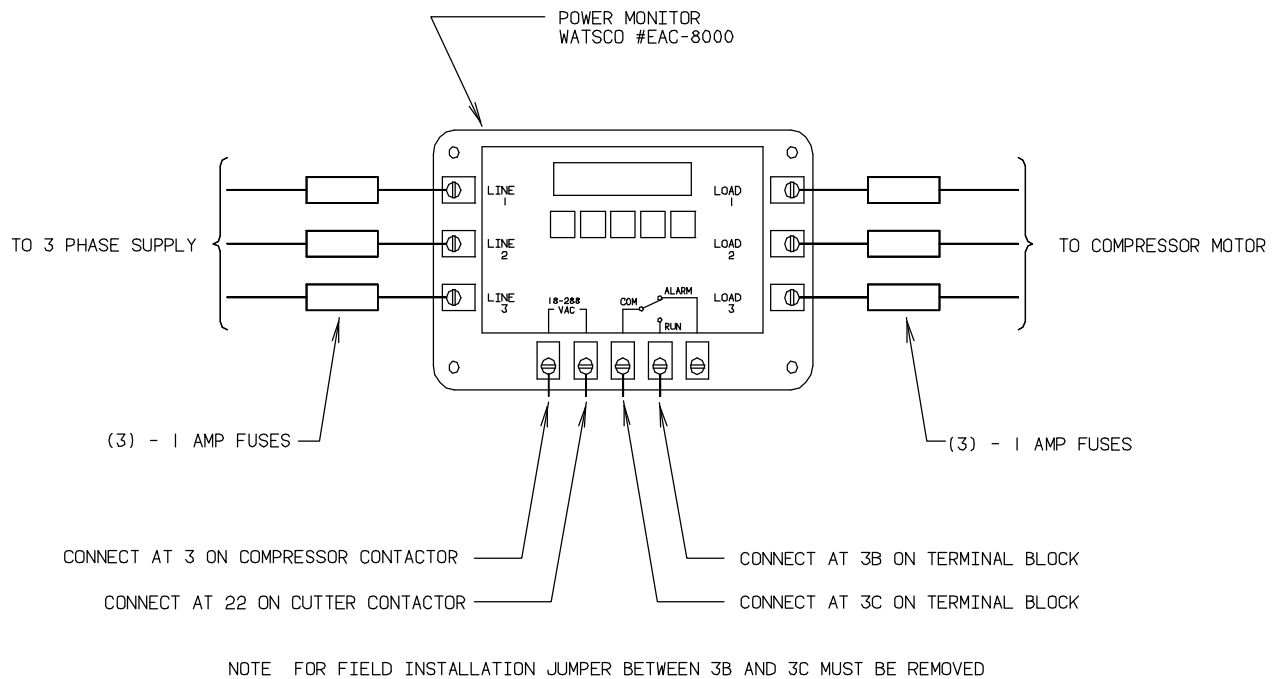 POWER MONITOR
WATSCO #EAC-8000
TO 3 PHASE SUPPLY
LINE
1
LINE
2
LINE
3
LOAD
1
LOAD
2
LOAD
3
TO COMPRESSOR MOTOR
18-288
VAC
COM
ALARM
RUN
(3) - 1 AMP FUSES
(3) - 1 AMP FUSES
CONNECT AT 3 ON COMPRESSOR CONTACTOR
CONNECT AT 3B ON TERMINAL BLOCK
CONNECT AT 22 ON CUTTER CONTACTOR
CONNECT AT 3C ON TERMINAL BLOCK
NOTE FOR FIELD INSTALLATION JUMPER BETWEEN 3B AND 3C MUST BE REMOVED